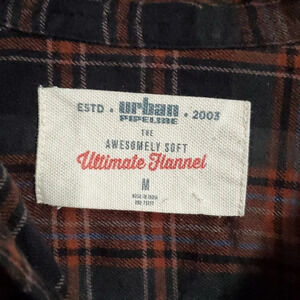 ESTD • urban • 2003
PIPELINE
THE
AWESOMELY SOFT
Ultimate Flannel
M
MADE IN INDIA